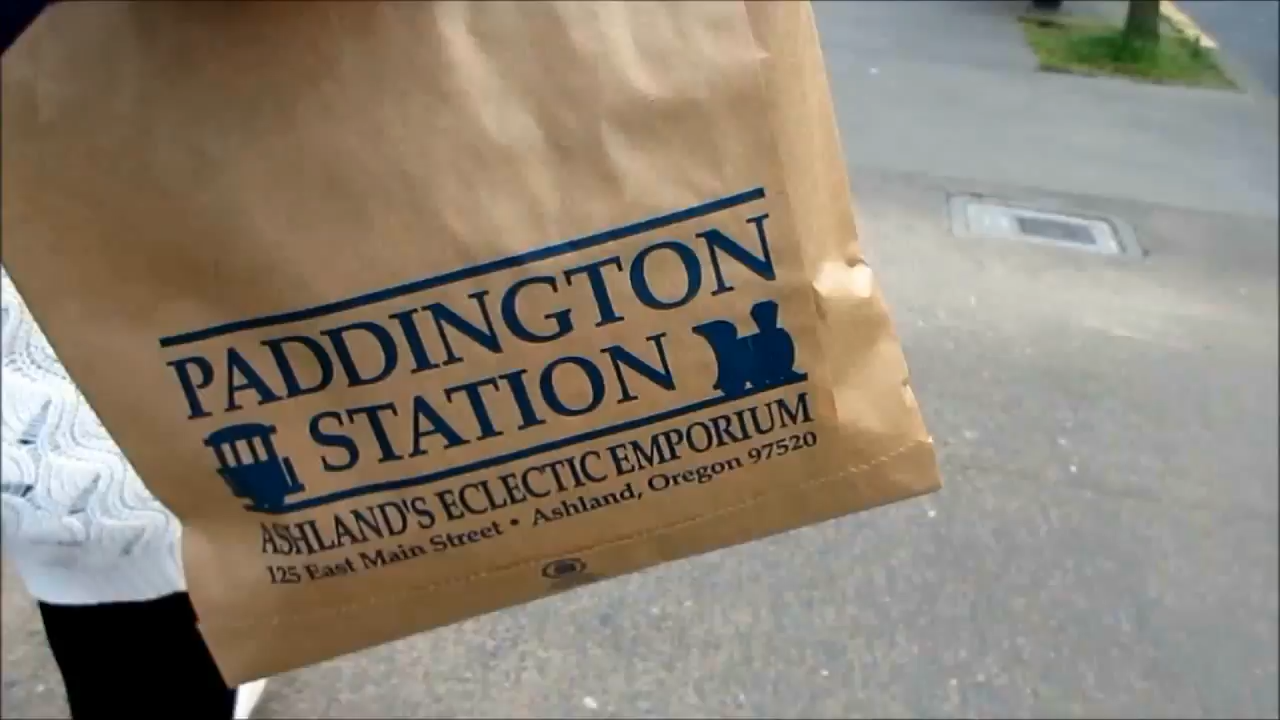 PADDINGTON
STATION
ASHLAND'S ECLECTIC EMPORIUM
125 East Main Street • Ashland, Oregon 97520